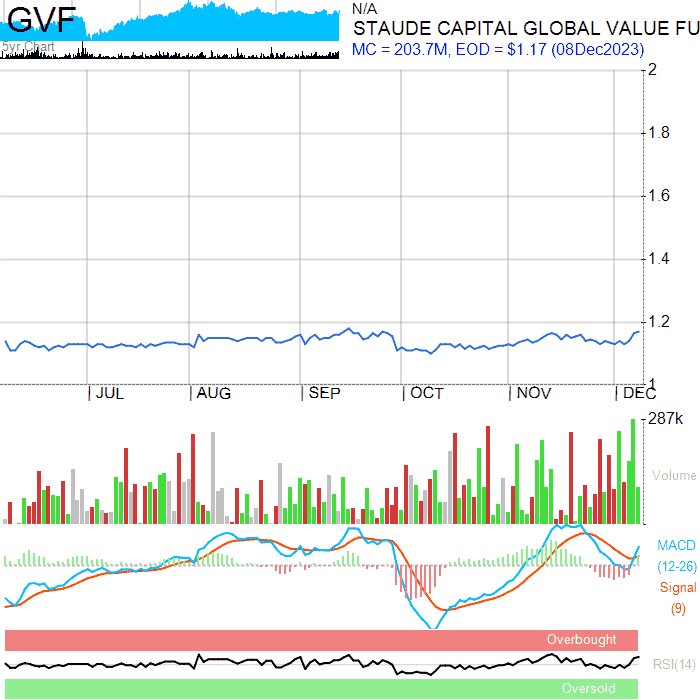 GVF
5yr Chart
N/A
STAUDE CAPITAL GLOBAL VALUE FU
MC = 203.7M, EOD = $1.17 (08Dec2023)
2
1.8
1.6
1.4
1.2
1
JUL
AUG
SEP
OCT
NOV
DEC
287k
Volume
MACD
(12-26)
Signal
(9)
Overbought
RSI(14)
Oversold